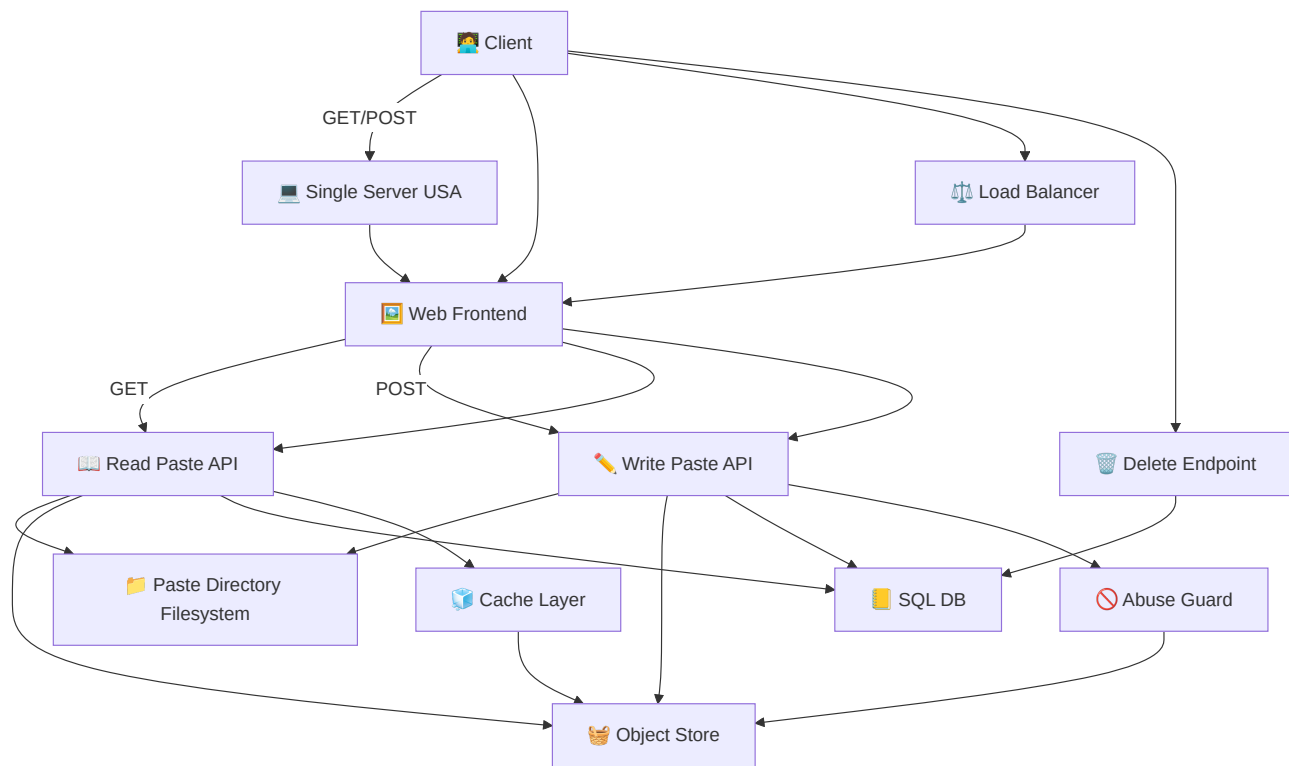 🧑‍💻 Client
GET/POST
💻 Single Server USA
⚖️ Load Balancer
🖼️ Web Frontend
GET
POST
📖 Read Paste API
✏️ Write Paste API
🗑️ Delete Endpoint
📁 Paste Directory
Filesystem
🧊 Cache Layer
📒 SQL DB
🚫 Abuse Guard
🧺 Object Store